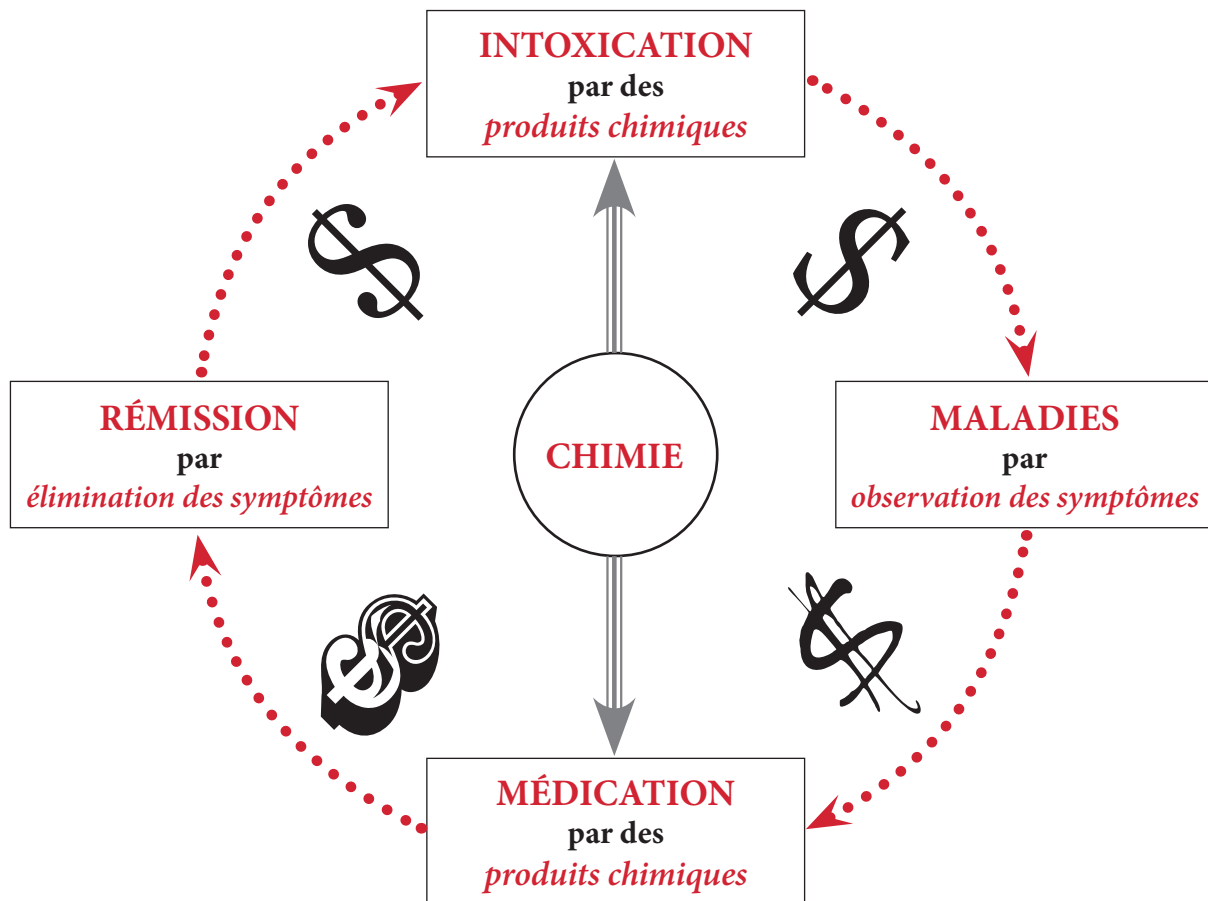 INTOXICATION
par des
produits chimiques
$
$
RÉMISSION
par
élimination des symptômes
CHIMIE
MALADIES
par
observation des symptômes
$
$
MÉDICATION
par des
produits chimiques